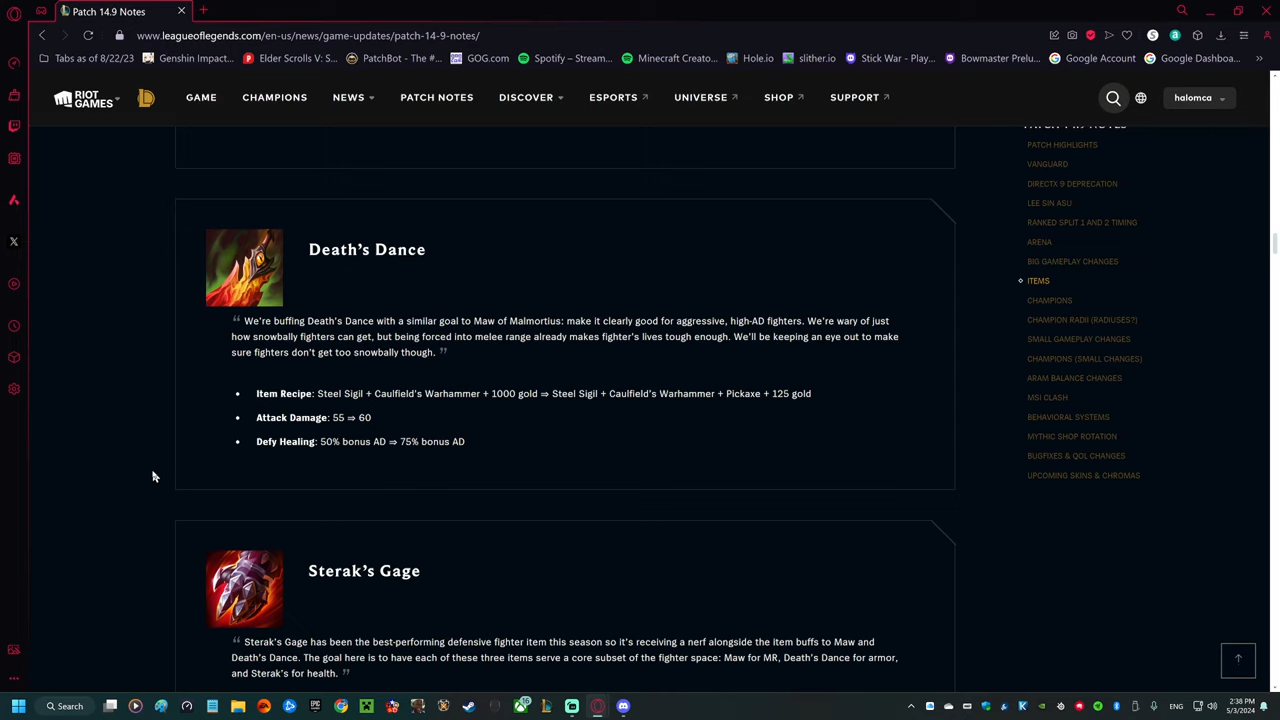 Patch 14.9 Notes
www.leagueoflegends.com/en-us/news/game-updates/patch-14-9-notes/
Tabs as of 8/22/23
Genshin Impact...
Elder Scrolls V: S...
PatchBot - The #...
GOG.com
Spotify – Stream...
Minecraft Creato...
Hole.io
slither.io
Stick War - Play...
Bowmaster Prelu...
Google Account
Google Dashboa...
RIOT GAMES
GAME
CHAMPIONS
NEWS
PATCH NOTES
DISCOVER
ESPORTS
UNIVERSE
SHOP
SUPPORT
halomca
PATCH 14.9 NOTES
PATCH HIGHLIGHTS
VANGUARD
DIRECTX 9 DEPRECATION
LEE SIN ASU
RANKED SPLIT 1 AND 2 TIMING
ARENA
BIG GAMEPLAY CHANGES
ITEMS
CHAMPIONS
CHAMPION RADII (RADIUSES?)
SMALL GAMEPLAY CHANGES
CHAMPIONS (SMALL CHANGES)
ARAM BALANCE CHANGES
MSI CLASH
BEHAVIORAL SYSTEMS
MYTHIC SHOP ROTATION
BUGFIXES & QOL CHANGES
UPCOMING SKINS & CHROMAS
Death's Dance
“ We're buffing Death's Dance with a similar goal to Maw of Malmortius: make it clearly good for aggressive, high-AD fighters. We're wary of just
how snowbally fighters can get, but being forced into melee range already makes fighter's lives tough enough. We'll be keeping an eye out to make
sure fighters don't get too snowbally though. ”
• Item Recipe: Steel Sigil + Caulfield's Warhammer + 1000 gold ⇒ Steel Sigil + Caulfield's Warhammer + Pickaxe + 125 gold
• Attack Damage: 55 ⇒ 60
• Defy Healing: 50% bonus AD ⇒ 75% bonus AD
Sterak's Gage
“ Sterak's Gage has been the best-performing defensive fighter item this season so it's receiving a nerf alongside the item buffs to Maw and
Death's Dance. The goal here is to have each of these three items serve a core subset of the fighter space: Maw for MR, Death's Dance for armor,
and Sterak's for health. ”
Search
16
ENG
2:38 PM
5/3/2024